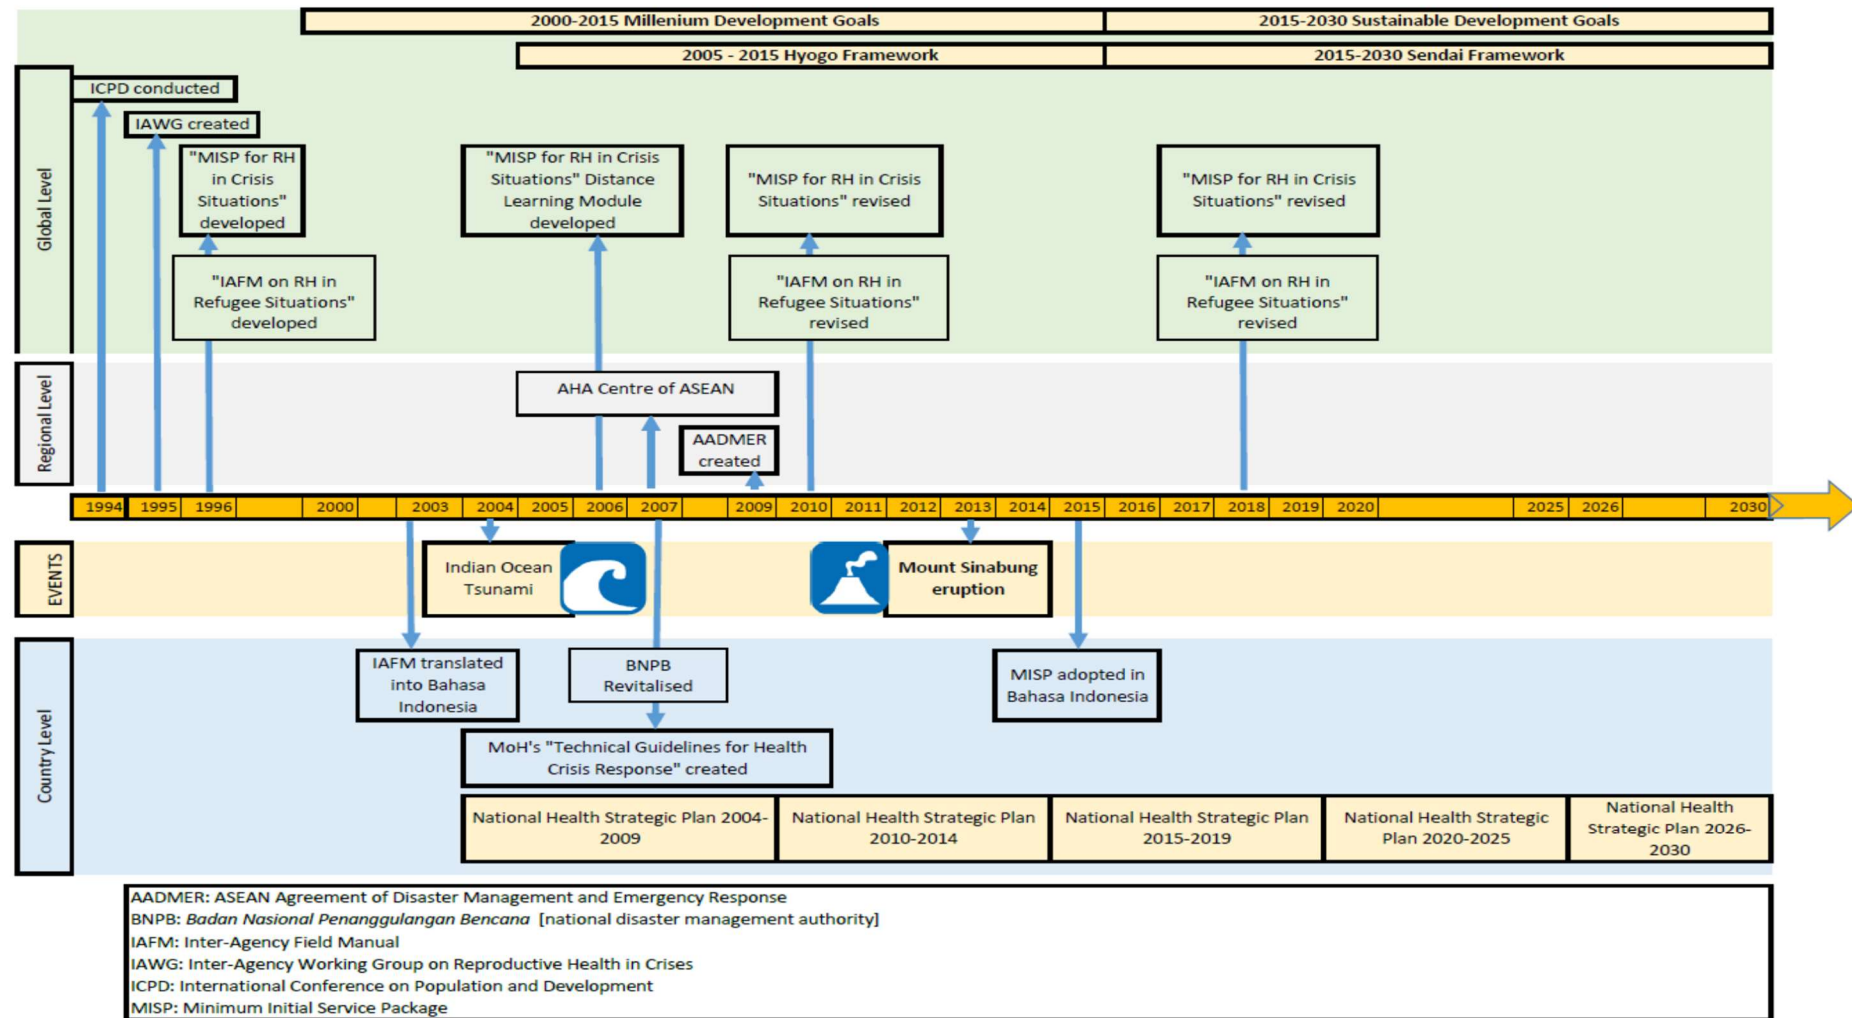 2000-2015 Millenium Development Goals
2015-2030 Sustainable Development Goals
2005 - 2015 Hyogo Framework
2015-2030 Sendai Framework
Global Level
ICPD conducted
IAWG created
"MISP for RH
in Crisis
Situations"
developed
"MISP for RH in Crisis
Situations" Distance
Learning Module
developed
"MISP for RH in Crisis
Situations" revised
"MISP for RH in Crisis
Situations" revised
"IAFM on RH in
Refugee Situations"
developed
"IAFM on RH in
Refugee Situations"
revised
"IAFM on RH in
Refugee Situations"
revised
Regional Level
AHA Centre of ASEAN
AADMER
created
1994 1995 1996 2000 2003 2004 2005 2006 2007 2009 2010 2011 2012 2013 2014 2015 2016 2017 2018 2019 2020 2025 2026 2030
EVENTS
Indian Ocean
Tsunami
Mount Sinabung
eruption
Country Level
IAFM translated
into Bahasa
Indonesia
BNPB
Revitalised
MISP adopted in
Bahasa Indonesia
MoH's "Technical Guidelines for Health
Crisis Response" created
National Health Strategic Plan 2004-
2009
National Health Strategic Plan
2010-2014
National Health Strategic Plan
2015-2019
National Health Strategic
Plan 2020-2025
National Health
Strategic Plan 2026-
2030
AADMER: ASEAN Agreement of Disaster Management and Emergency Response
BNPB: Badan Nasional Penanggulangan Bencana [national disaster management authority]
IAFM: Inter-Agency Field Manual
IAWG: Inter-Agency Working Group on Reproductive Health in Crises
ICPD: International Conference on Population and Development
MISP: Minimum Initial Service Package